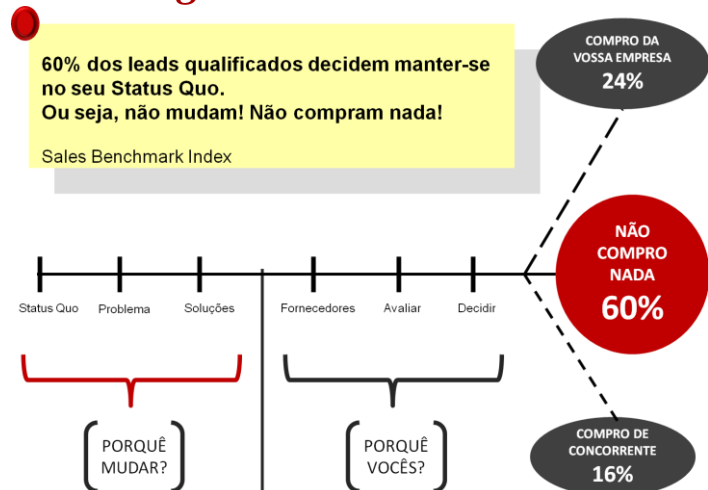 60% dos leads qualificados decidem manter-se
no seu Status Quo.
Ou seja, não mudam! Não compram nada!
Sales Benchmark Index
COMPRO DA
VOSSA EMPRESA
24%
NÃO
COMPRO
NADA
60%
Status Quo
Problema
Soluções
Fornecedores
Avaliar
Decidir
PORQUÊ
MUDAR?
PORQUÊ
VOCÊS?
COMPRO DE
CONCORRENTE
16%